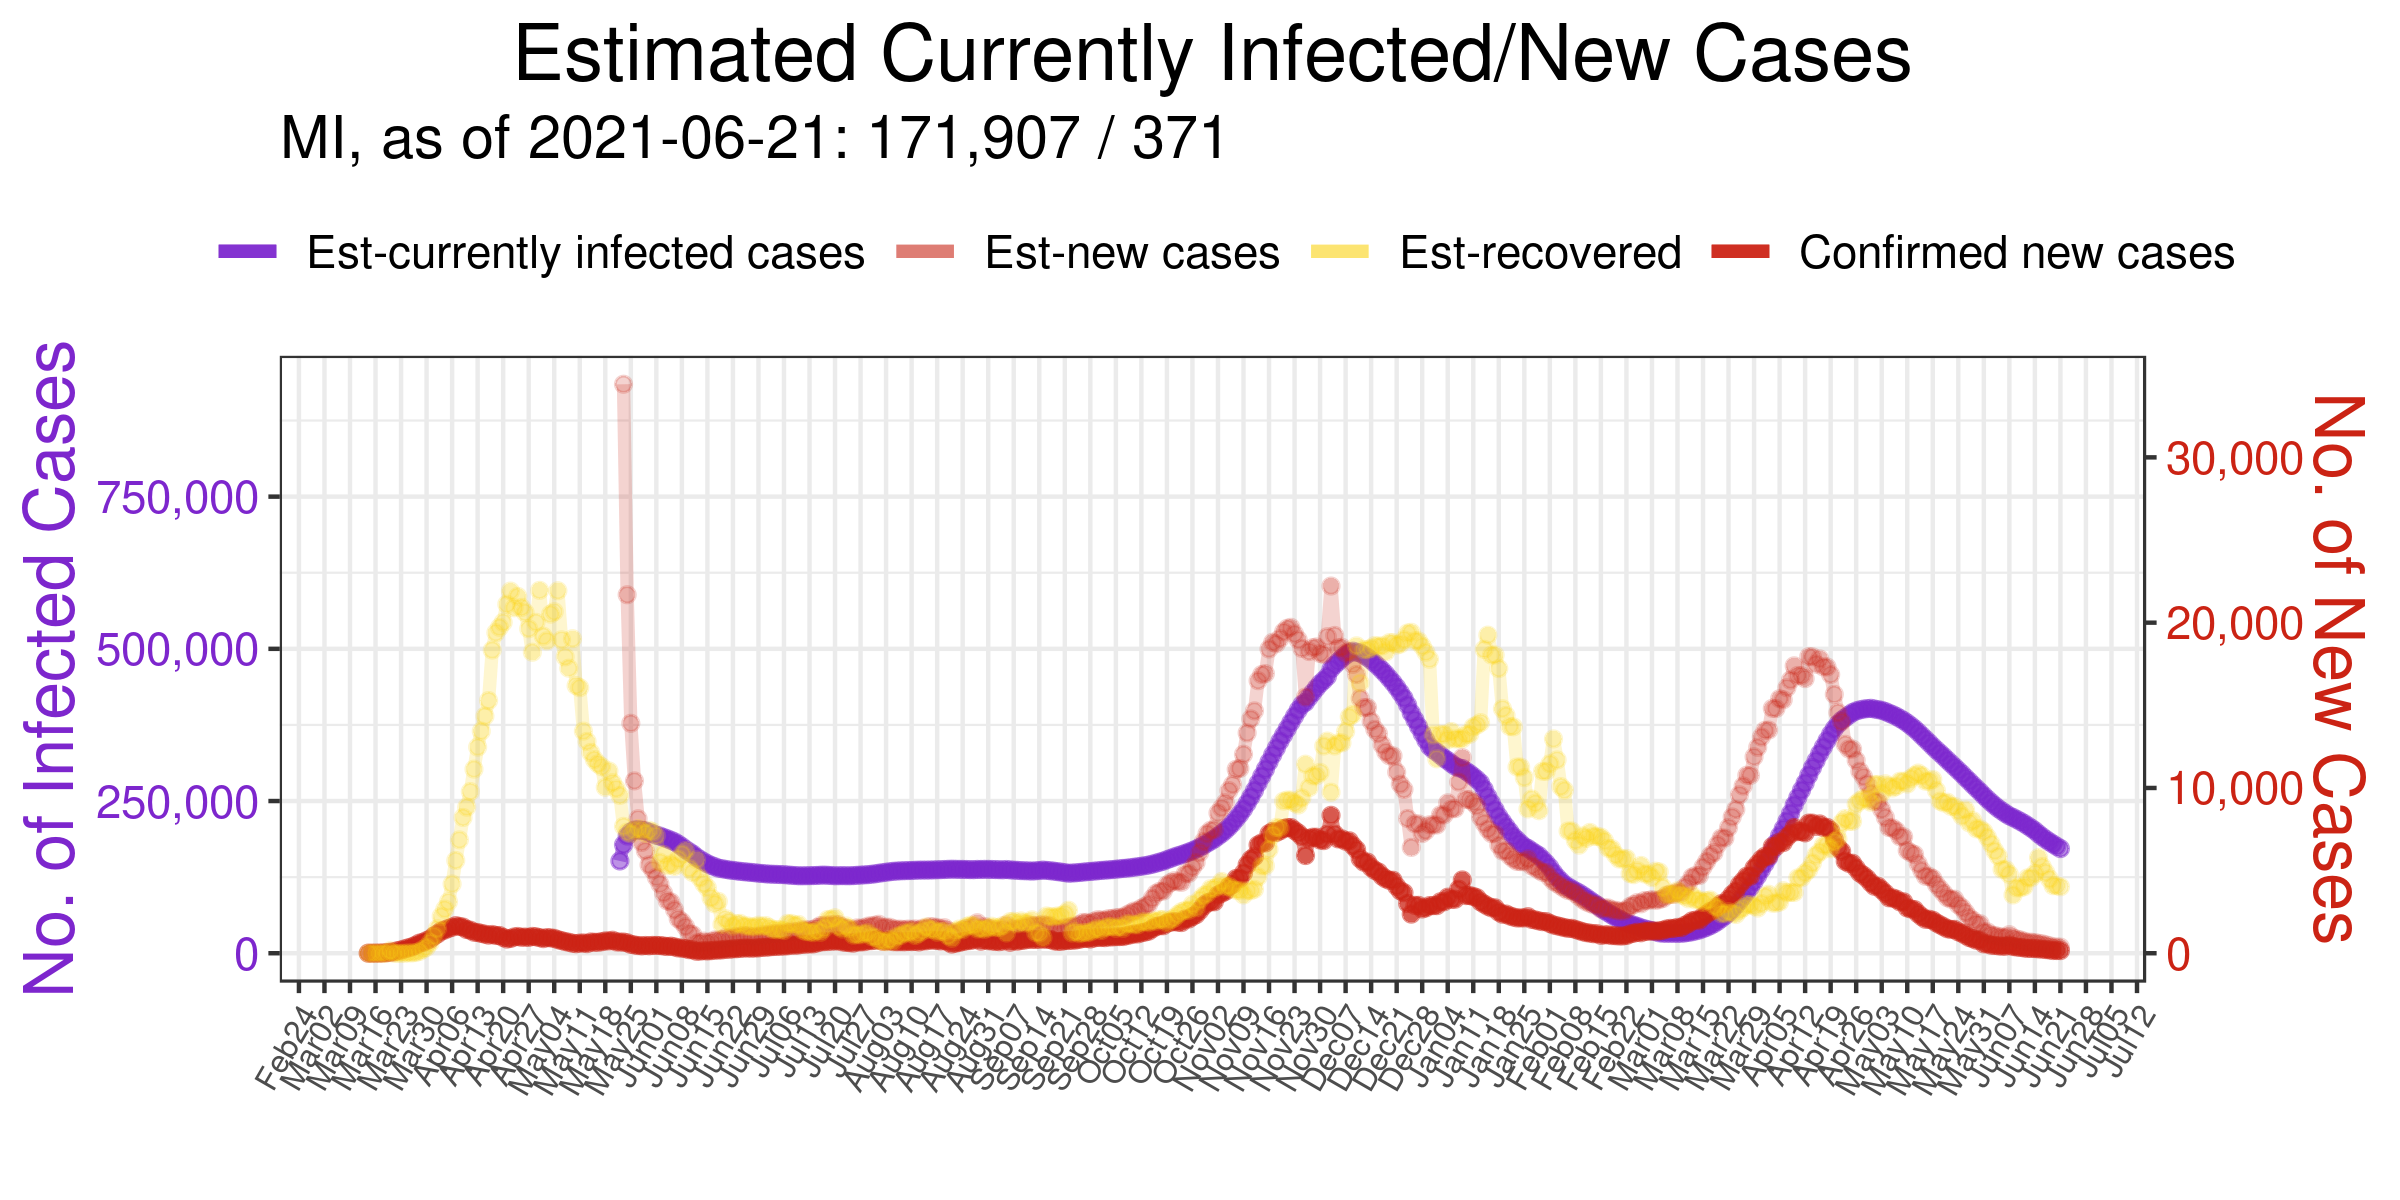 Estimated Currently Infected/New Cases
MI, as of 2021-06-21: 171,907 / 371
Est-currently infected cases Est-new cases Est-recovered Confirmed new cases
No. of Infected Cases
750,000
500,000
250,000
0
30,000
20,000
10,000
0
No. of New Cases
Feb24 Mar02 Mar09 Mar16 Mar23 Mar30 Apr06 Apr13 Apr20 Apr27 May04 May11 May18 May25 Jun01 Jun08 Jun15 Jun22 Jun29 Jul06 Jul13 Jul20 Jul27 Aug03 Aug10 Aug17 Aug24 Aug31 Sep07 Sep14 Sep21 Sep28 Oct05 Oct12 Oct19 Oct26 Nov02 Nov09 Nov16 Nov23 Nov30 Dec07 Dec14 Dec21 Dec28 Jan04 Jan11 Jan18 Jan25 Feb01 Feb08 Feb15 Feb22 Mar01 Mar08 Mar15 Mar22 Mar29 Apr05 Apr12 Apr19 Apr26 May03 May10 May17 May24 May31 Jun07 Jun14 Jun21 Jun28 Jul05 Jul12